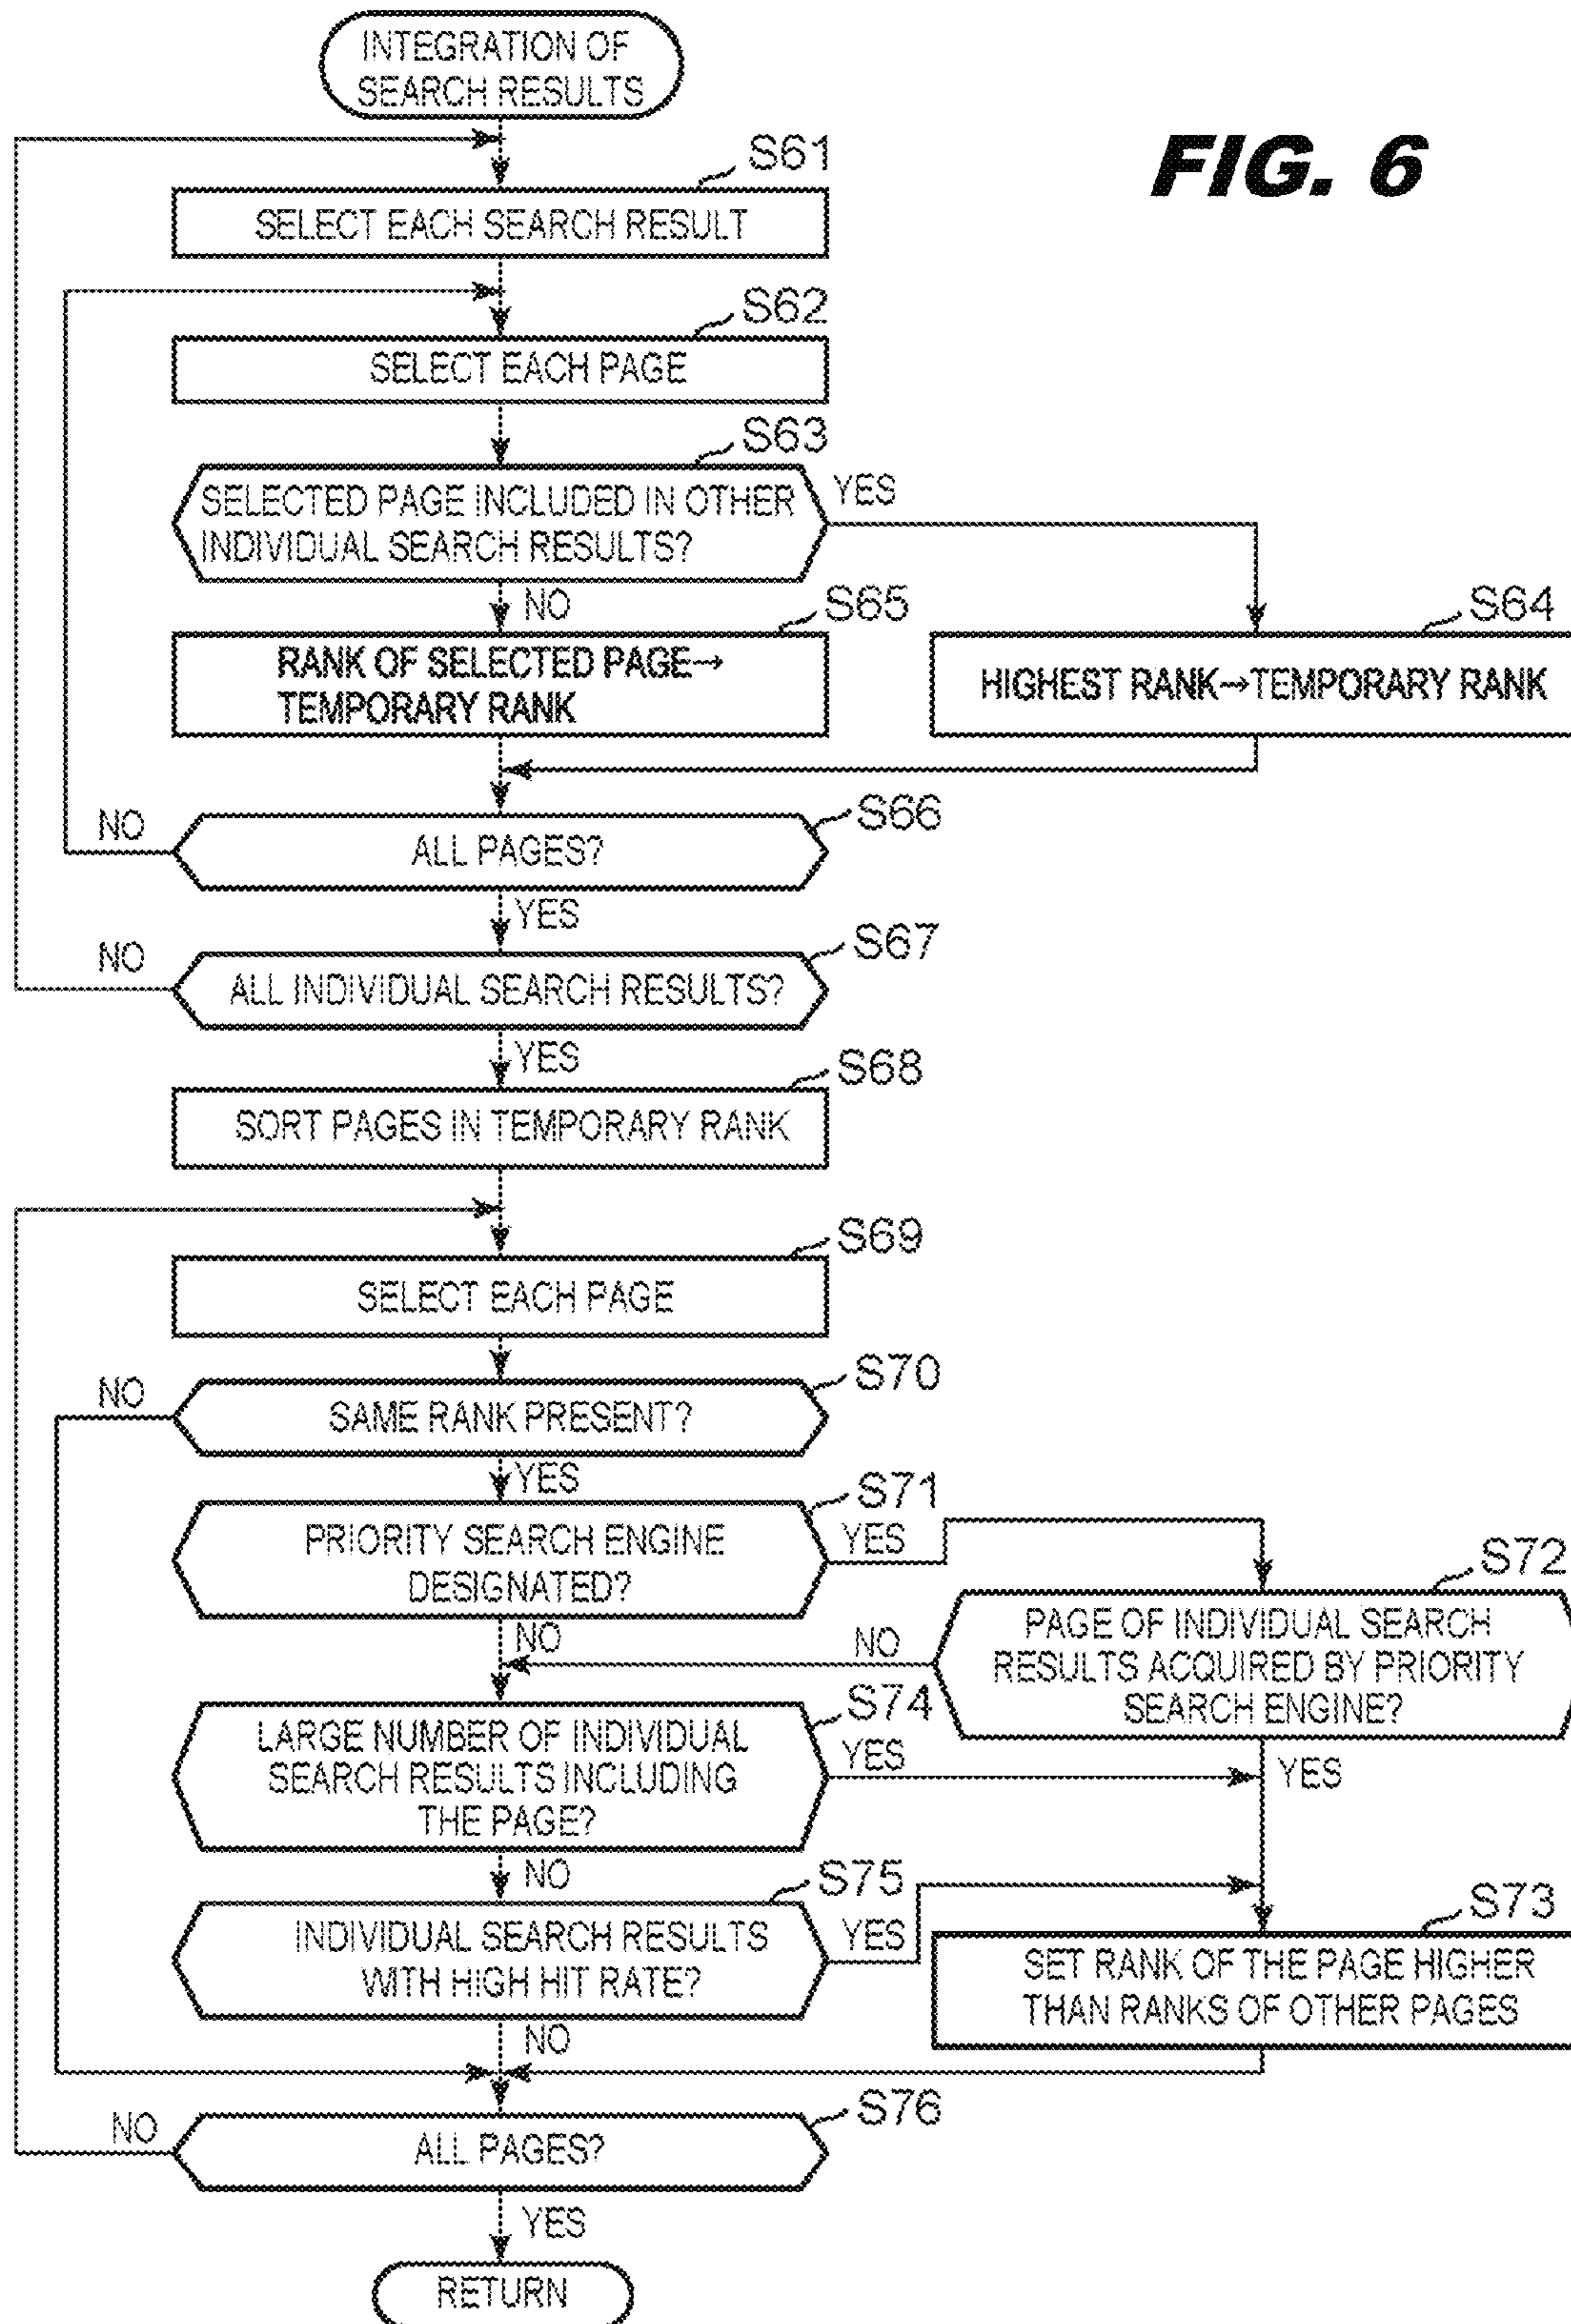 INTEGRATION OF
SEARCH RESULTS
FIG. 6
S61
SELECT EACH SEARCH RESULT
S62
SELECT EACH PAGE
S63
SELECTED PAGE INCLUDED IN OTHER
INDIVIDUAL SEARCH RESULTS?
YES
NO
S65
RANK OF SELECTED PAGE→
TEMPORARY RANK
S64
HIGHEST RANK→TEMPORARY RANK
S66
NO
ALL PAGES?
YES
S67
NO
ALL INDIVIDUAL SEARCH RESULTS?
YES
S68
SORT PAGES IN TEMPORARY RANK
S69
SELECT EACH PAGE
S70
NO
SAME RANK PRESENT?
YES
S71
PRIORITY SEARCH ENGINE
DESIGNATED?
YES
NO
S72
PAGE OF INDIVIDUAL SEARCH
RESULTS ACQUIRED BY PRIORITY
SEARCH ENGINE?
NO
YES
S74
LARGE NUMBER OF INDIVIDUAL
SEARCH RESULTS INCLUDING
THE PAGE?
YES
NO
S75
INDIVIDUAL SEARCH RESULTS
WITH HIGH HIT RATE?
YES
NO
S73
SET RANK OF THE PAGE HIGHER
THAN RANKS OF OTHER PAGES
S76
NO
ALL PAGES?
YES
RETURN